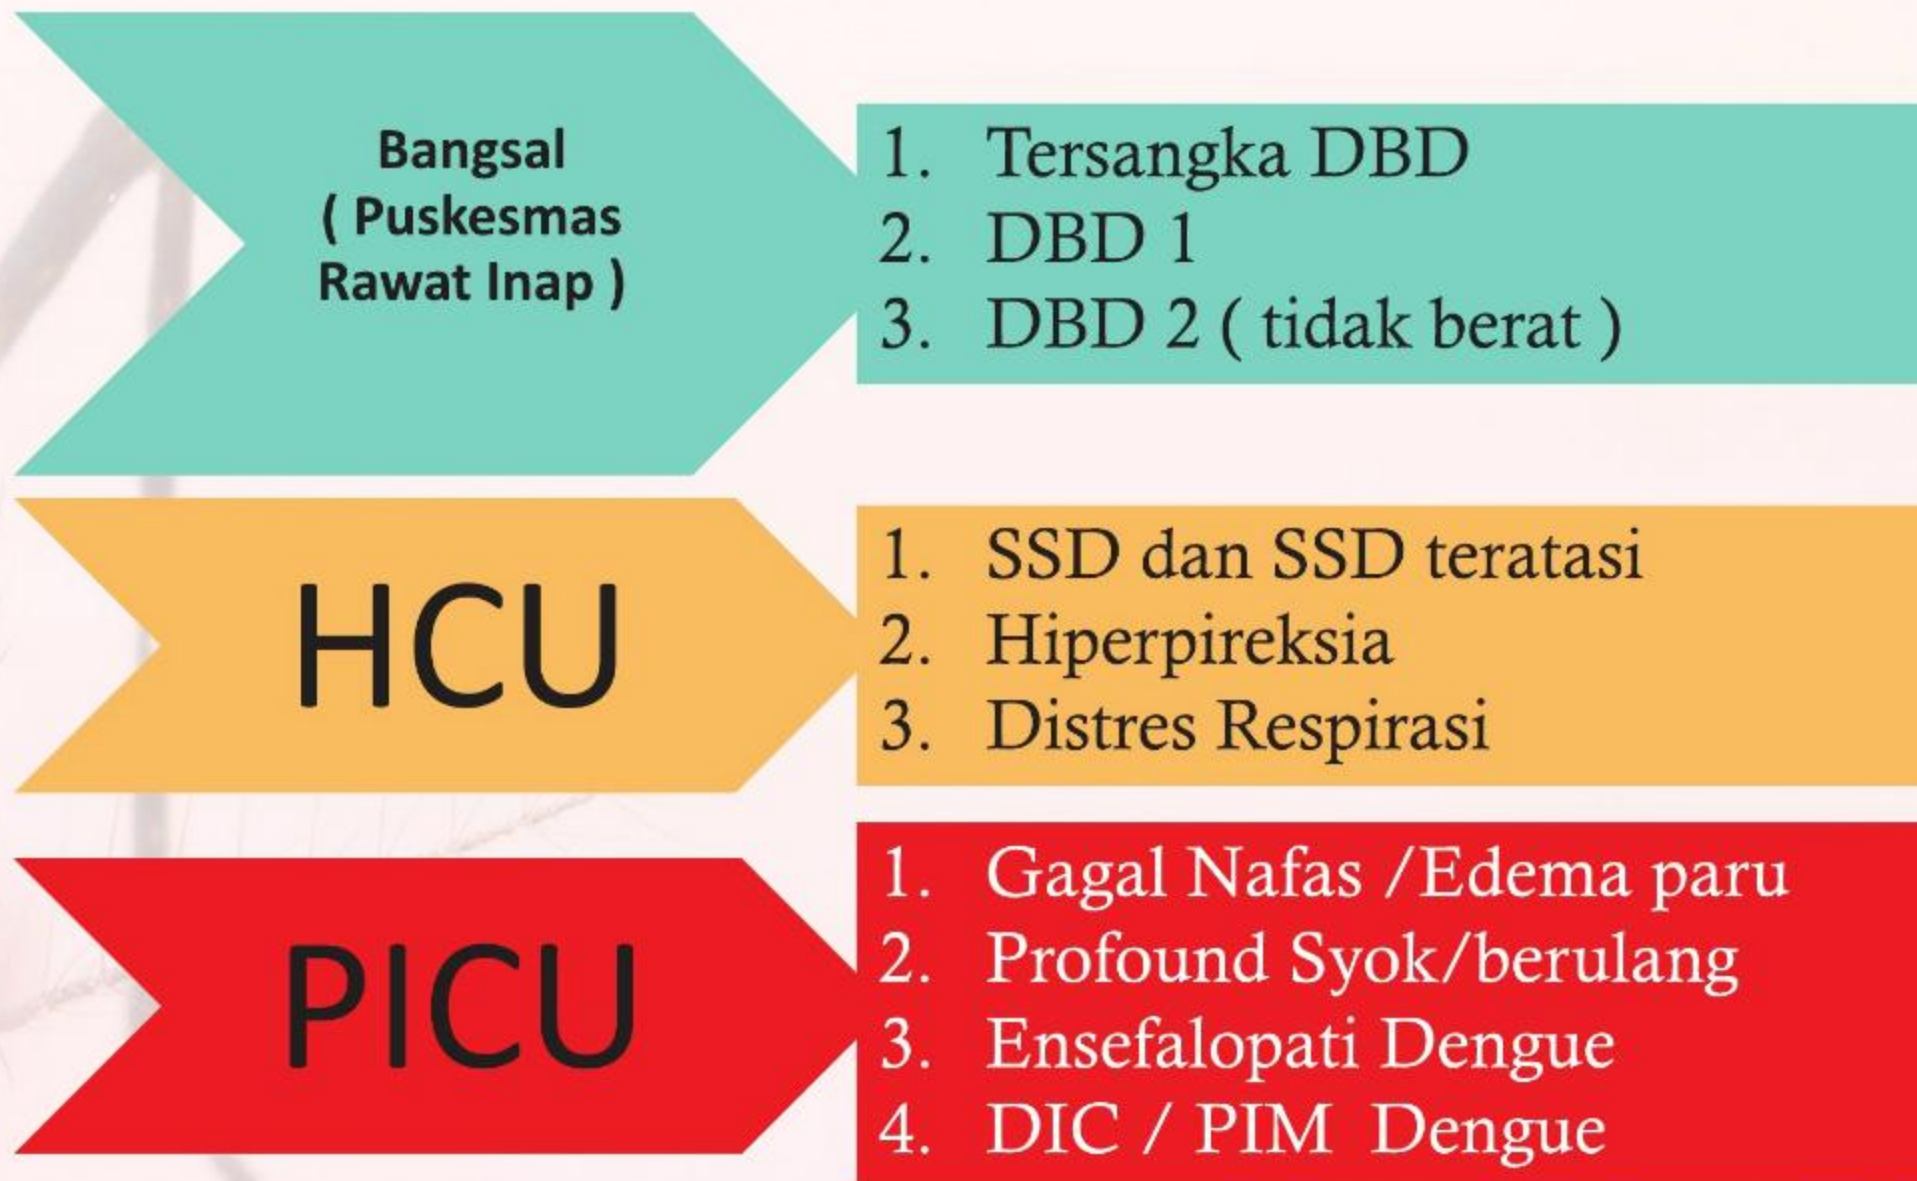 Bangsal
( Puskesmas
Rawat Inap )
1. Tersangka DBD
2. DBD 1
3. DBD 2 ( tidak berat )
HCU
1. SSD dan SSD teratasi
2. Hiperpireksia
3. Distres Respirasi
PICU
1. Gagal Nafas /Edema paru
2. Profound Syok/berulang
3. Ensefalopati Dengue
4. DIC / PIM Dengue